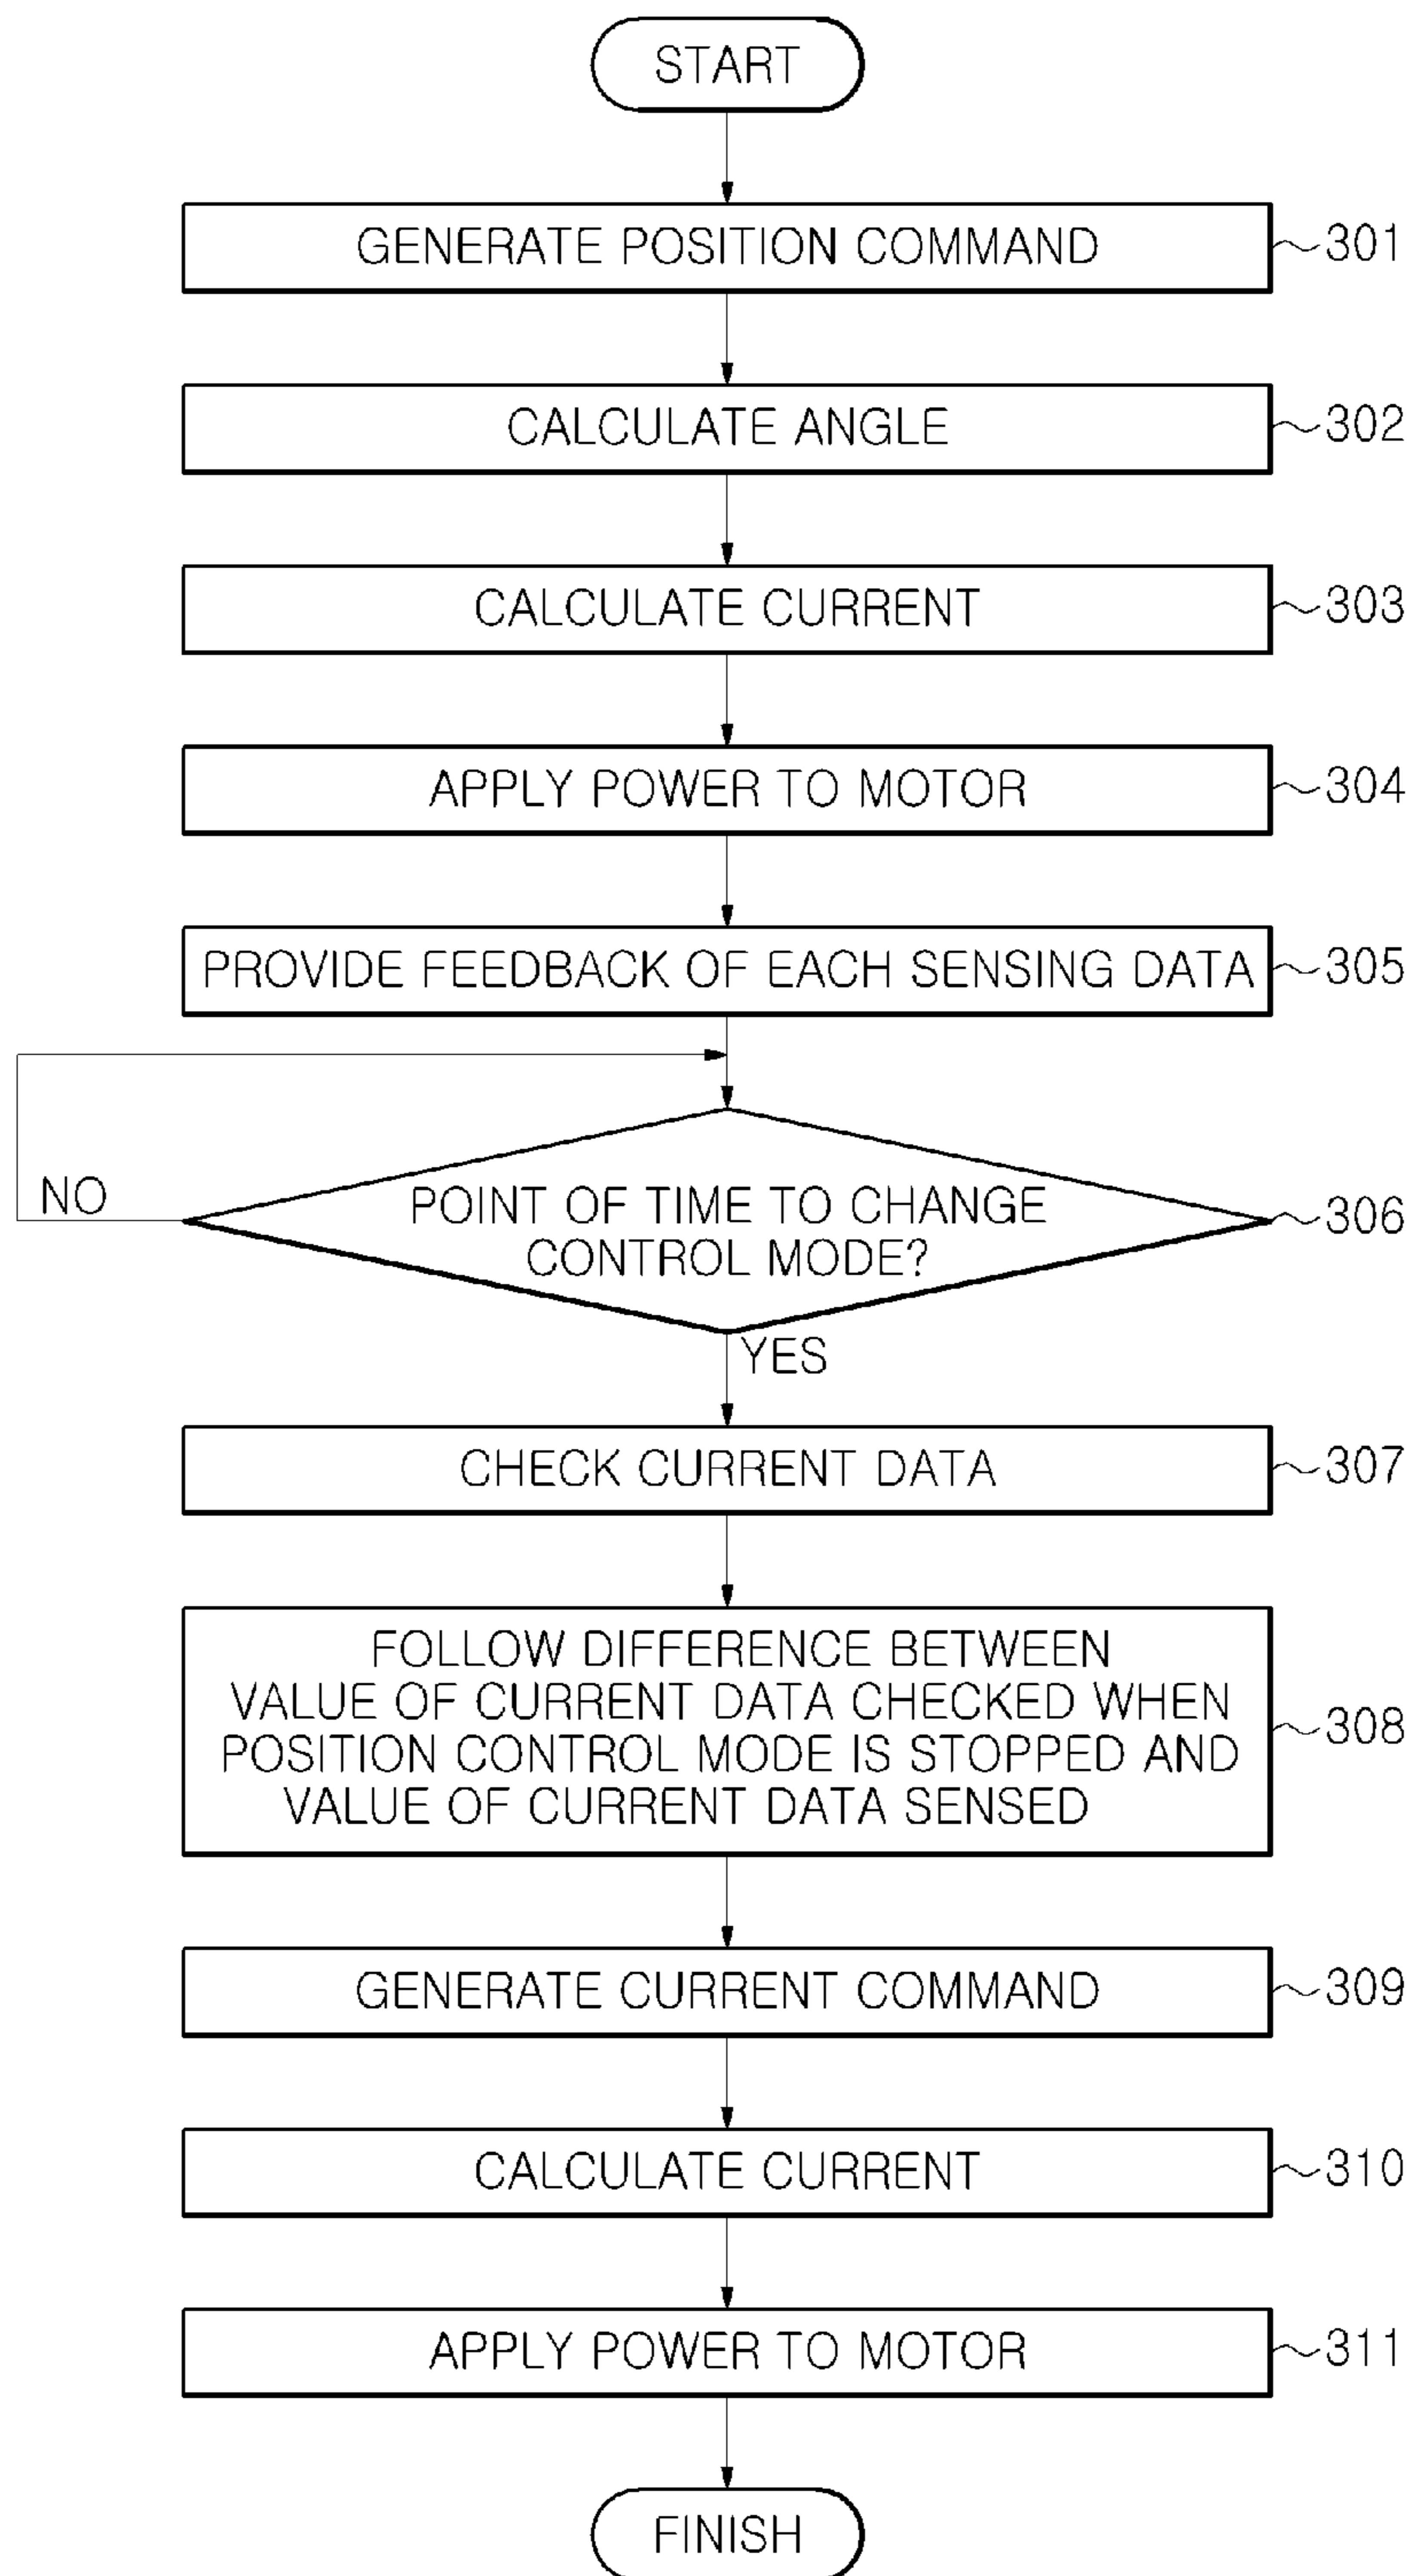 START
GENERATE POSITION COMMAND
301
CALCULATE ANGLE
302
CALCULATE CURRENT
303
APPLY POWER TO MOTOR
304
PROVIDE FEEDBACK OF EACH SENSING DATA
305
NO
POINT OF TIME TO CHANGE
CONTROL MODE?
306
YES
CHECK CURRENT DATA
307
FOLLOW DIFFERENCE BETWEEN
VALUE OF CURRENT DATA CHECKED WHEN
POSITION CONTROL MODE IS STOPPED AND
VALUE OF CURRENT DATA SENSED
308
GENERATE CURRENT COMMAND
309
CALCULATE CURRENT
310
APPLY POWER TO MOTOR
311
FINISH